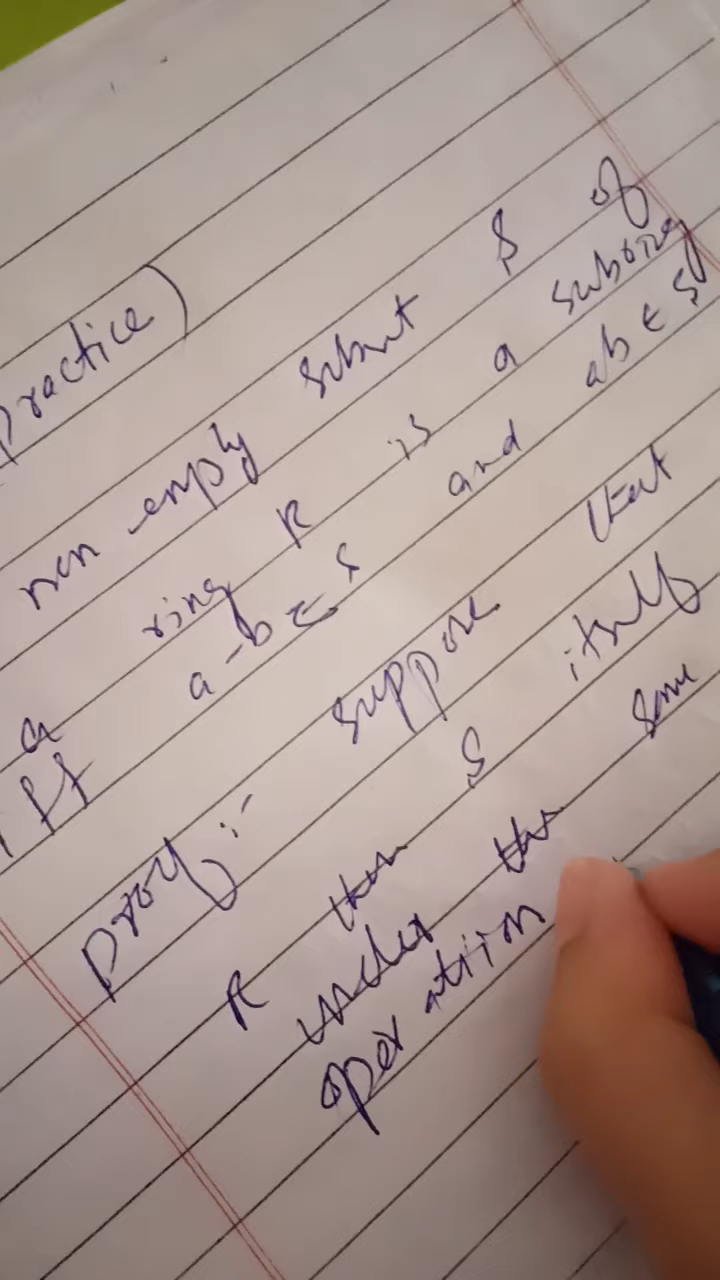 Practice)
non empty subset S of
a ring R is a subring
iff a-b ∈ S and ab ∈ S
proof :- suppose that
R then S itself
under the same
operation